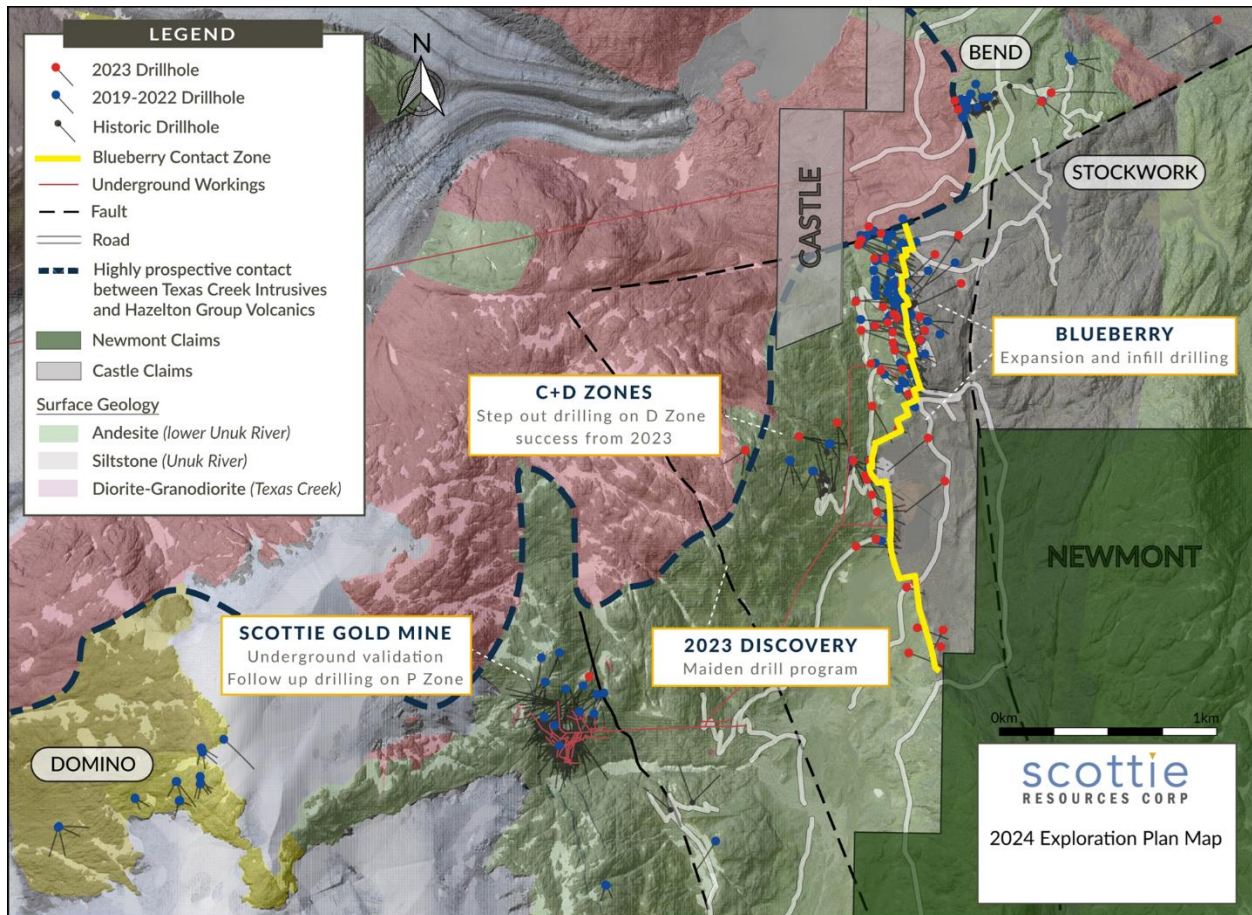 LEGEND
2023 Drillhole
2019-2022 Drillhole
Historic Drillhole
Blueberry Contact Zone
Underground Workings
Fault
Road
Highly prospective contact
between Texas Creek Intrusives
and Hazelton Group Volcanics
Newmont Claims
Castle Claims
Surface Geology
Andesite (lower Unuk River)
Siltstone (Unuk River)
Diorite-Granodiorite (Texas Creek)
N
BEND
STOCKWORK
CASTLE
BLUEBERRY
Expansion and infill drilling
C+D ZONES
Step out drilling on D Zone
success from 2023
NEWMONT
SCOTTIE GOLD MINE
Underground validation
Follow up drilling on P Zone
2023 DISCOVERY
Maiden drill program
DOMINO
0km 1km
scottie
RESOURCES CORP
2024 Exploration Plan Map